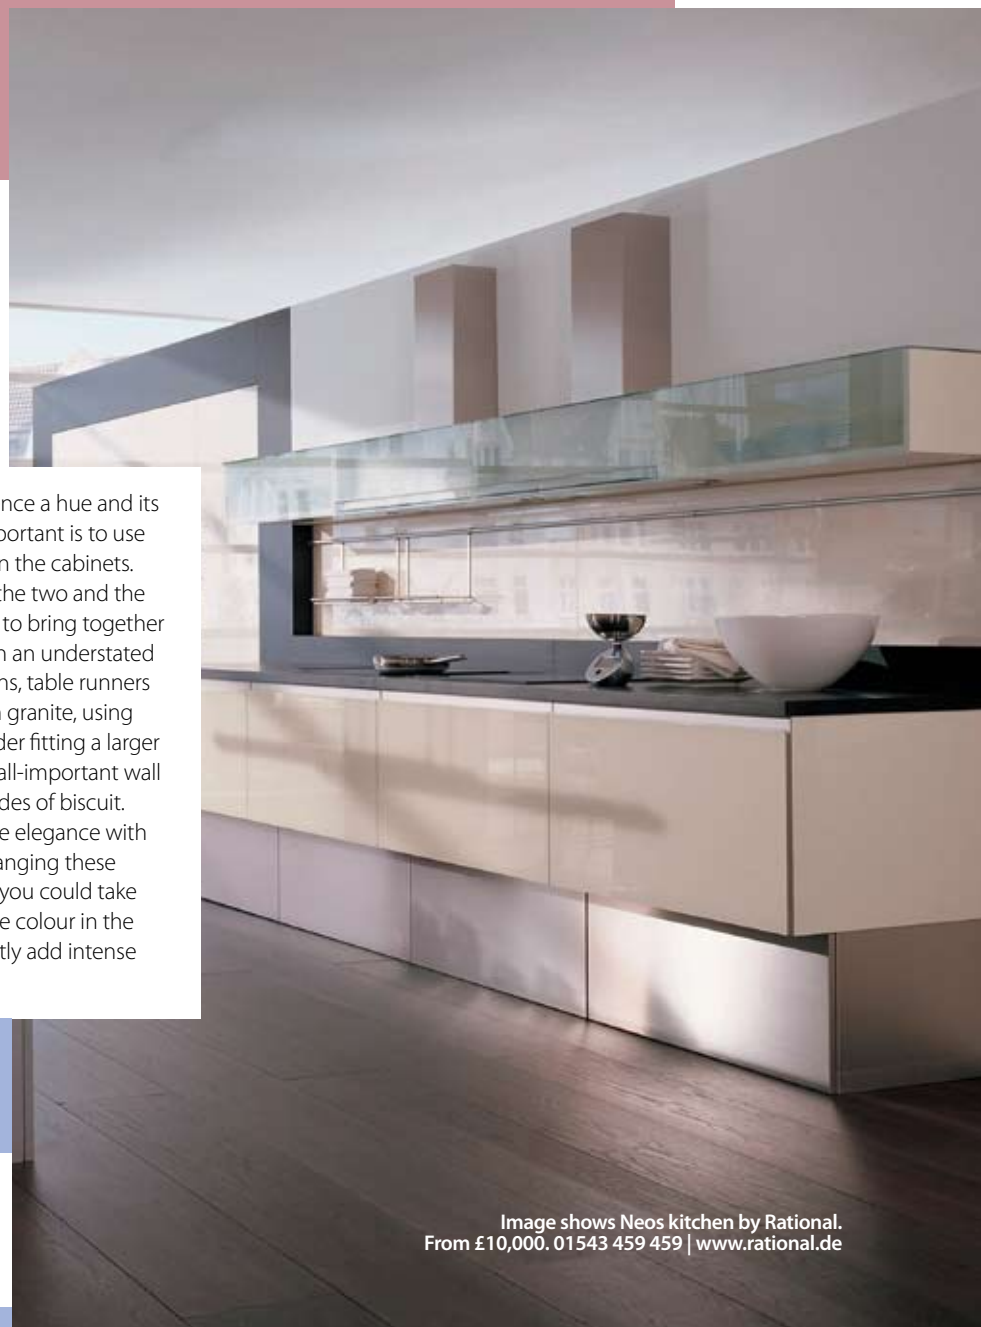 nce a hue and its
portant is to use
n the cabinets.
the two and the
to bring together
n an understated
ns, table runners
granite, using
der fitting a larger
all-important wall
des of biscuit.
e elegance with
anging these
you could take
e colour in the
tly add intense
Image shows Neos kitchen by Rational.
From £10,000. 01543 459 459 | www.rational.de